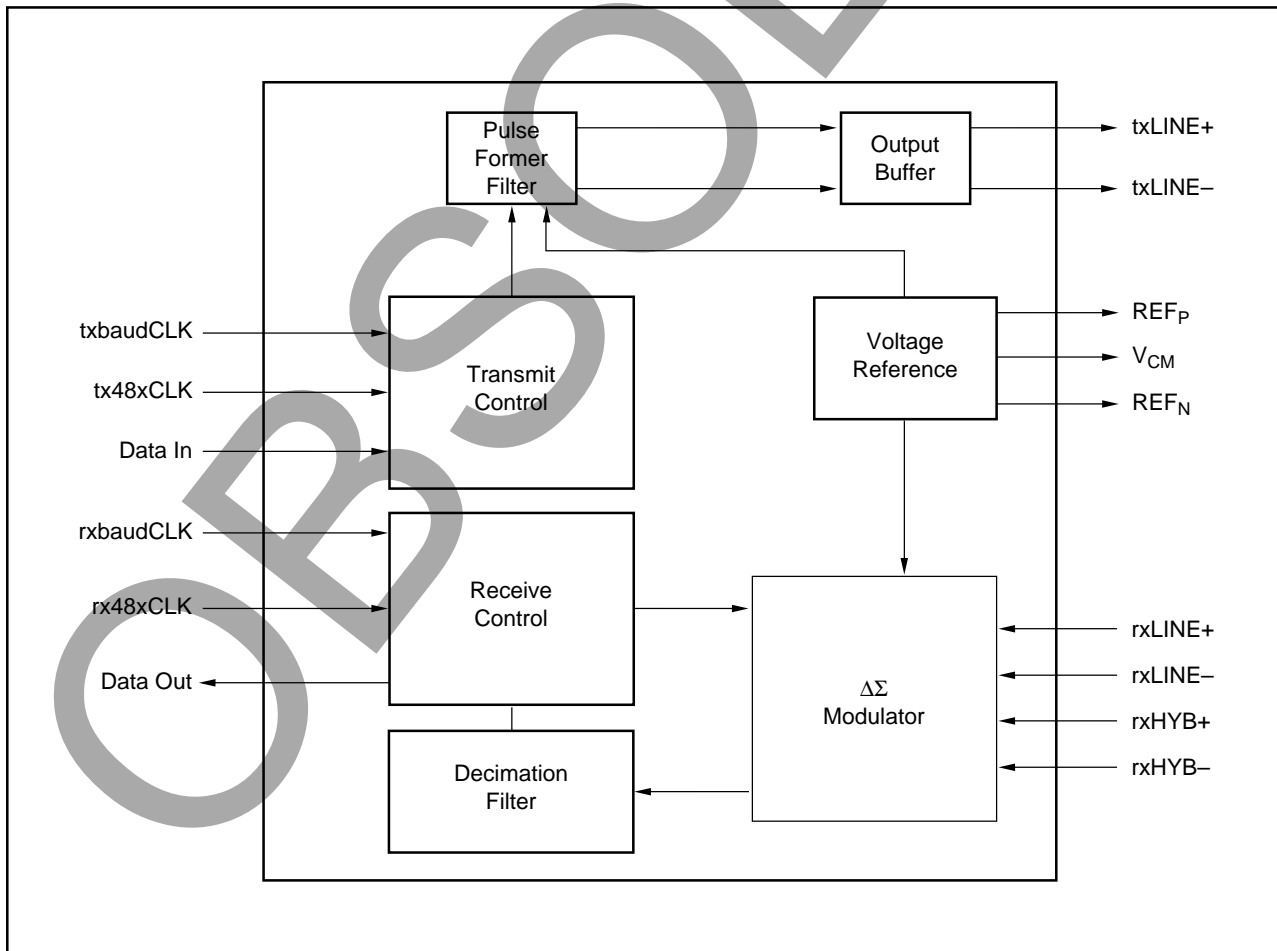 OBSOL
Pulse
Former
Filter
Output
Buffer
txLINE+
txLINE–
txbaudCLK
tx48xCLK
Data In
Transmit
Control
Voltage
Reference
REFP
VCM
REFN
rxbaudCLK
rx48xCLK
Data Out
Receive
Control
ΔΣ
Modulator
rxLINE+
rxLINE–
rxHYB+
rxHYB–
Decimation
Filter